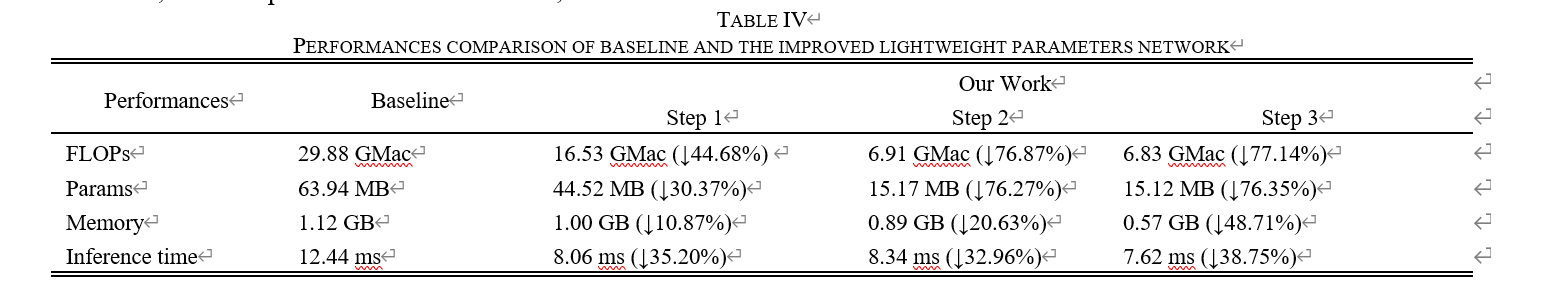 TABLE IV
PERFORMANCES COMPARISON OF BASELINE AND THE IMPROVED LIGHTWEIGHT PARAMETERS NETWORK
Performances Baseline Our Work
Step 1 Step 2 Step 3
FLOPs 29.88 GMac 16.53 GMac (↓44.68%) 6.91 GMac (↓76.87%) 6.83 GMac (↓77.14%)
Params 63.94 MB 44.52 MB (↓30.37%) 15.17 MB (↓76.27%) 15.12 MB (↓76.35%)
Memory 1.12 GB 1.00 GB (↓10.87%) 0.89 GB (↓20.63%) 0.57 GB (↓48.71%)
Inference time 12.44 ms 8.06 ms (↓35.20%) 8.34 ms (↓32.96%) 7.62 ms (↓38.75%)